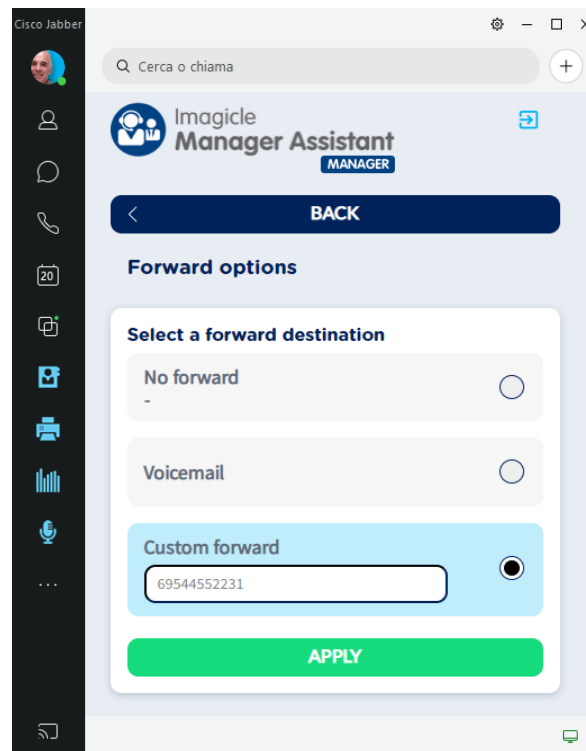 Cisco Jabber
Cerca o chiama
Imagicle
Manager Assistant
MANAGER
BACK
Forward options
Select a forward destination
No forward
-
Voicemail
Custom forward
69544552231
APPLY
20